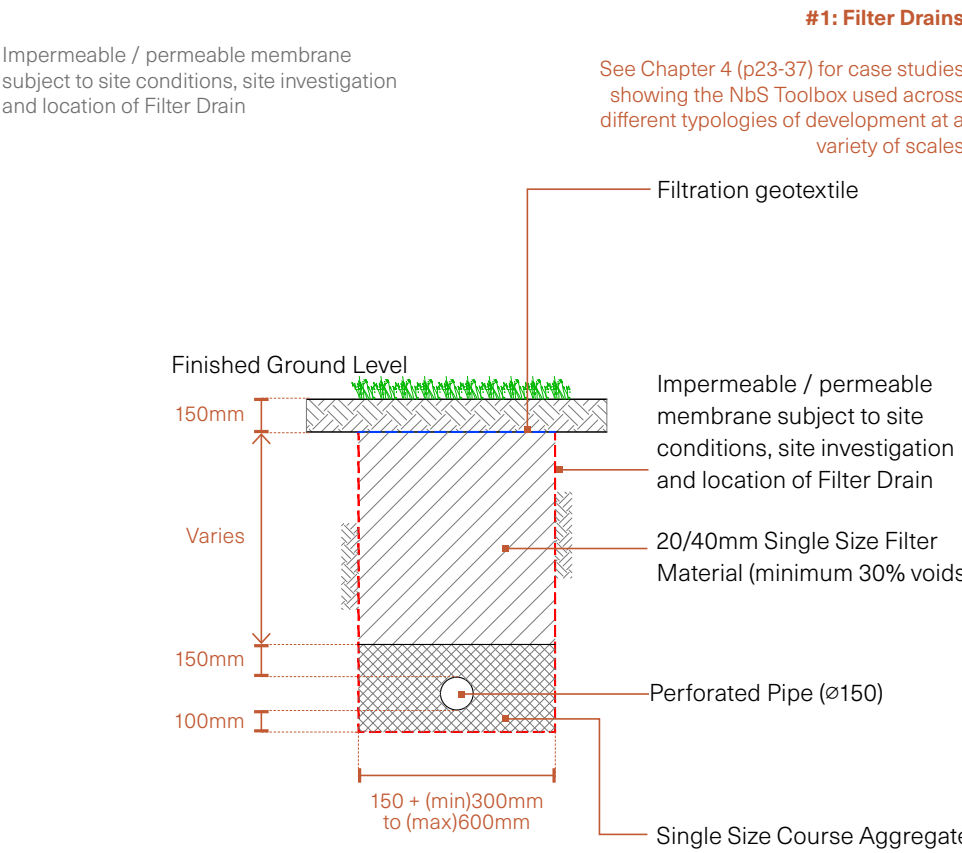 #1: Filter Drains
Impermeable / permeable membrane
subject to site conditions, site investigation
and location of Filter Drain
See Chapter 4 (p23-37) for case studies
showing the NbS Toolbox used across
different typologies of development at a
variety of scales
Filtration geotextile
Finished Ground Level
150mm
Impermeable / permeable
membrane subject to site
conditions, site investigation
and location of Filter Drain
Varies
20/40mm Single Size Filter
Material (minimum 30% voids
150mm
Perforated Pipe (⌀150)
100mm
150 + (min)300mm
to (max)600mm
Single Size Course Aggregate